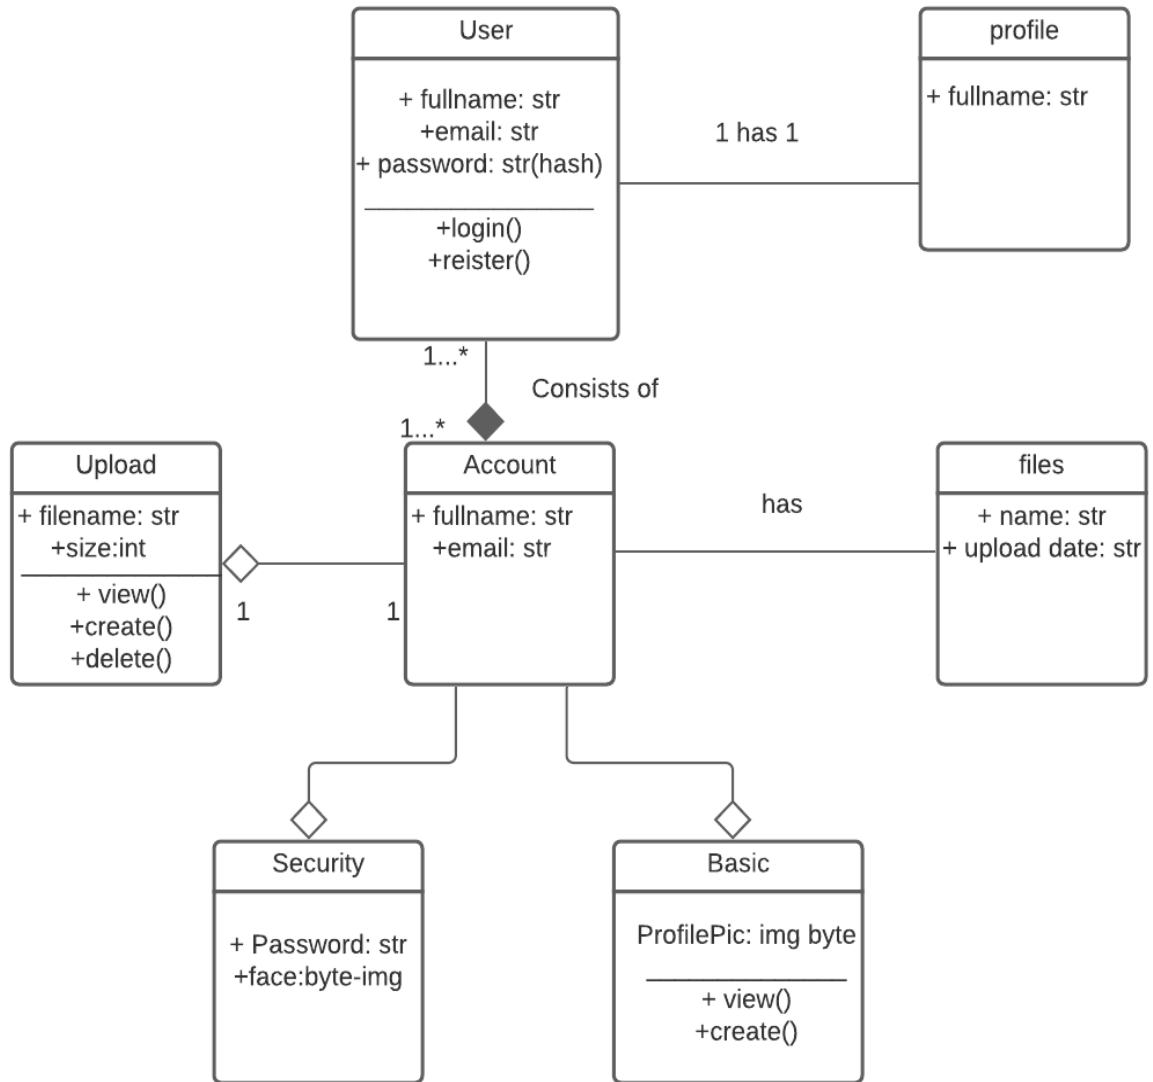 User
+ fullname: str
+email: str
+ password: str(hash)
+login()
+reister()
profile
+ fullname: str
1 has 1
1...*
Consists of
1...*
Upload
+ filename: str
+size:int
+ view()
+create()
+delete()
1
1
Account
+ fullname: str
+email: str
has
files
+ name: str
+ upload date: str
Security
+ Password: str
+face:byte-img
Basic
ProfilePic: img byte
+ view()
+create()